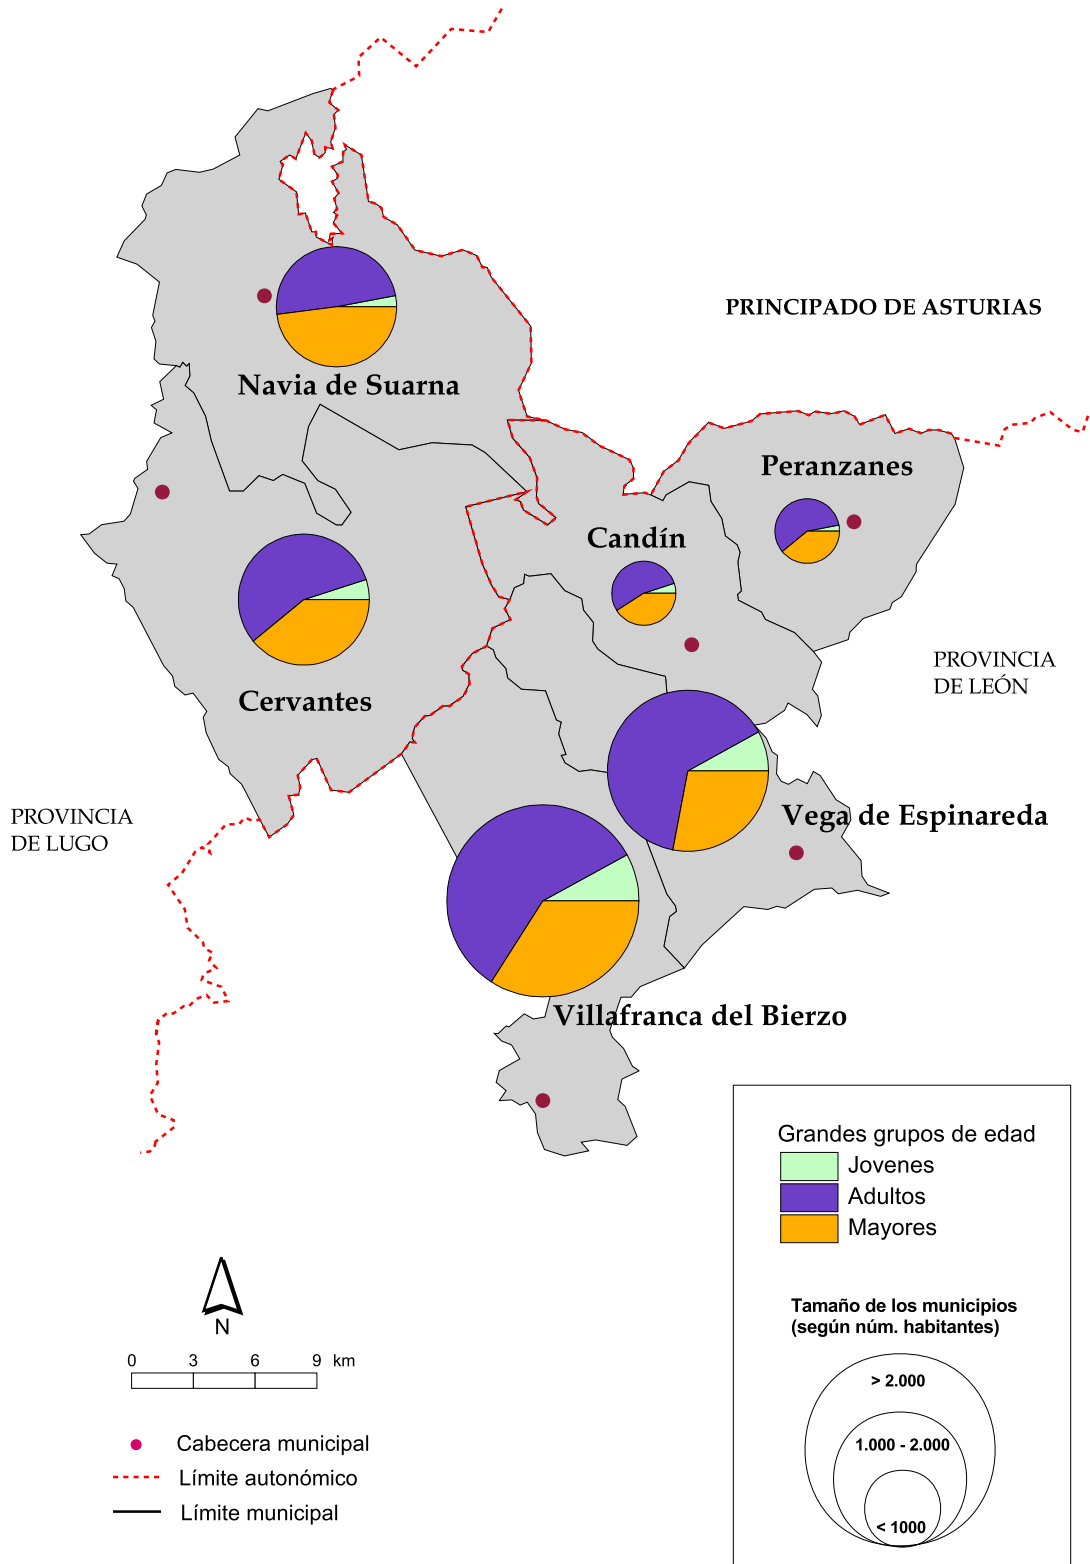 PRINCIPADO DE ASTURIAS
Navia de Suarna
Peranzanes
Candín
PROVINCIA
DE LEÓN
Cervantes
PROVINCIA
DE LUGO
Vega de Espinareda
Villafranca del Bierzo
Grandes grupos de edad
Jovenes
Adultos
Mayores
Tamaño de los municipios
(según núm. habitantes)
> 2.000
1.000 - 2.000
< 1000
N
0 3 6 9 km
Cabecera municipal
Límite autonómico
Límite municipal